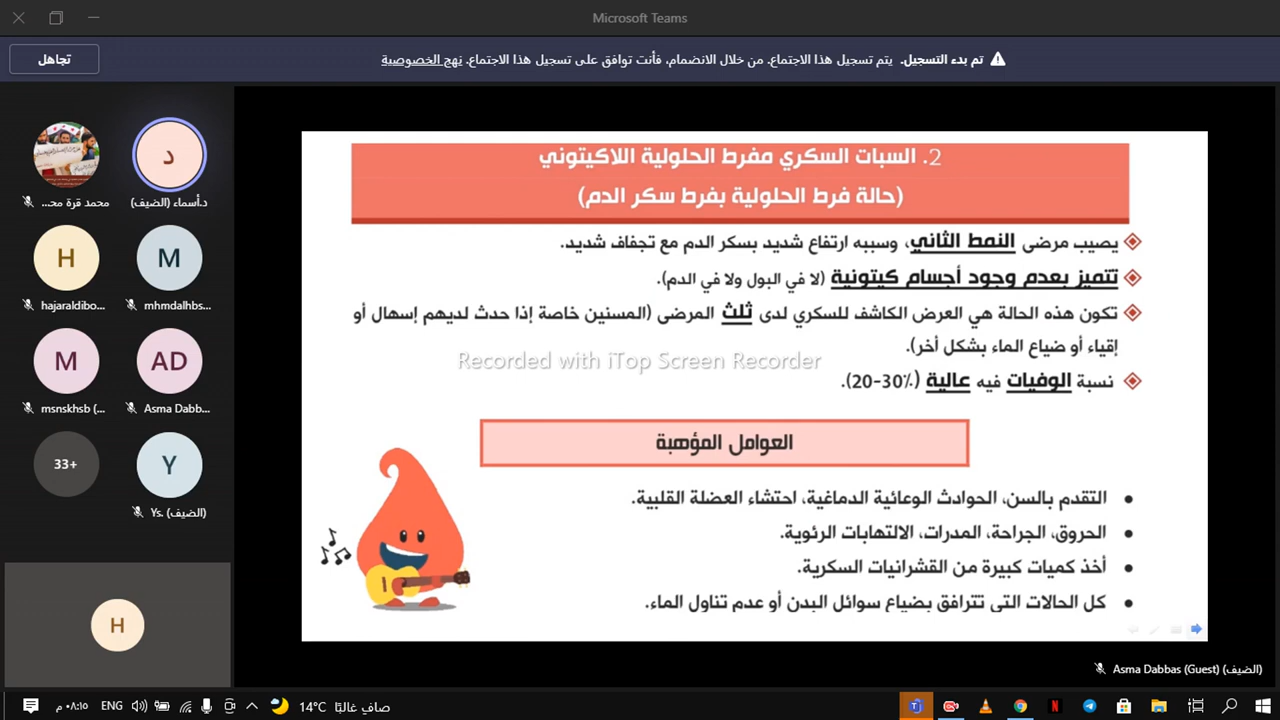 Microsoft Teams
تم بدء التسجيل. يتم تسجيل هذا الاجتماع. من خلال الانضمام، فأنت توافق على تسجيل هذا الاجتماع. نهج الخصوصية
تجاهل
د
د.أسماء (الضيف)
محمد قرة محـ...
H
M
hajaraldibo...
mhmdalhbs...
M
AD
msnskhsb (...
Asma Dabb...
33+
Y
Ys. (الضيف)
H
2. السبات السكري مفرط الحلولية اللاكيتوني
(حالة فرط الحلولية بفرط سكر الدم)
يصيب مرضى النمط الثاني، وسببه ارتفاع شديد بسكر الدم مع تجفاف شديد.
تتميز بعدم وجود أجسام كيتونية (لا في البول ولا في الدم).
تكون هذه الحالة هي العرض الكاشف للسكري لدى ثلث المرضى (المسنين خاصة إذا حدث لديهم إسهال أو
إقياء أو ضياع الماء بشكل أخر).
Recorded with iTop Screen Recorder
نسبة الوفيات فيه عالية (20-30٪).
العوامل المؤهبة
التقدم بالسن، الحوادث الوعائية الدماغية، احتشاء العضلة القلبية.
الحروق، الجراحة، المدرات، الالتهابات الرئوية.
أخذ كميات كبيرة من القشرانيات السكرية.
كل الحالات التي تترافق بضياع سوائل البدن أو عدم تناول الماء.
Asma Dabbas (Guest) (الضيف)
٠٨:١٥ م
ENG
14°C
صافٍ غالبًا